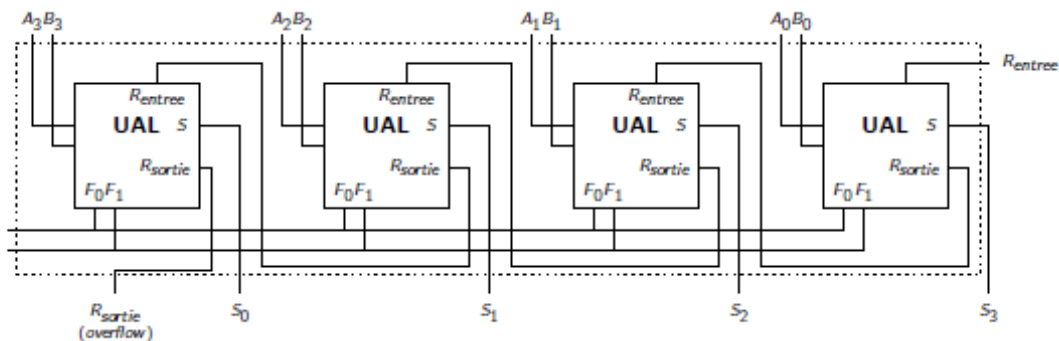 A3B3 A2B2 A1B1 A0B0
Rentree
Rentree Rentree Rentree
UAL S UAL S UAL S UAL S
Rsortie Rsortie Rsortie Rsortie
F0F1 F0F1 F0F1 F0F1
Rsortie S0 S1 S2 S3
(overflow)